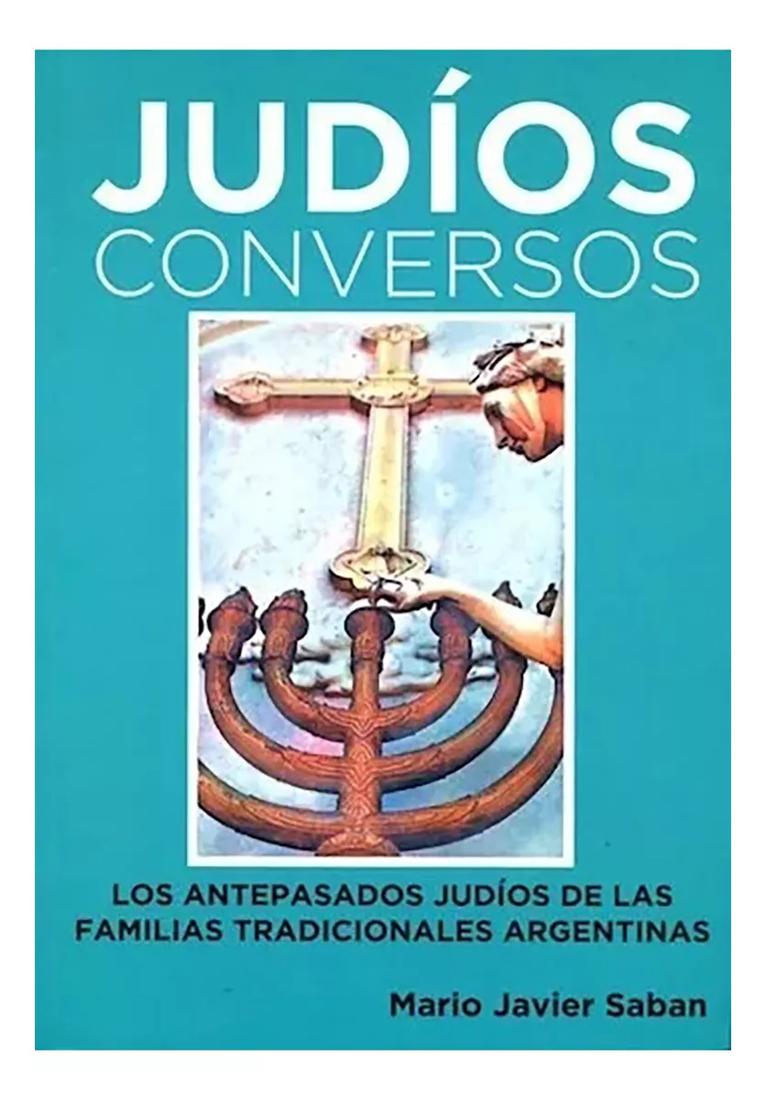 JUDÍOS
CONVERSOS
LOS ANTEPASADOS JUDÍOS DE LAS
FAMILIAS TRADICIONALES ARGENTINAS
Mario Javier Saban